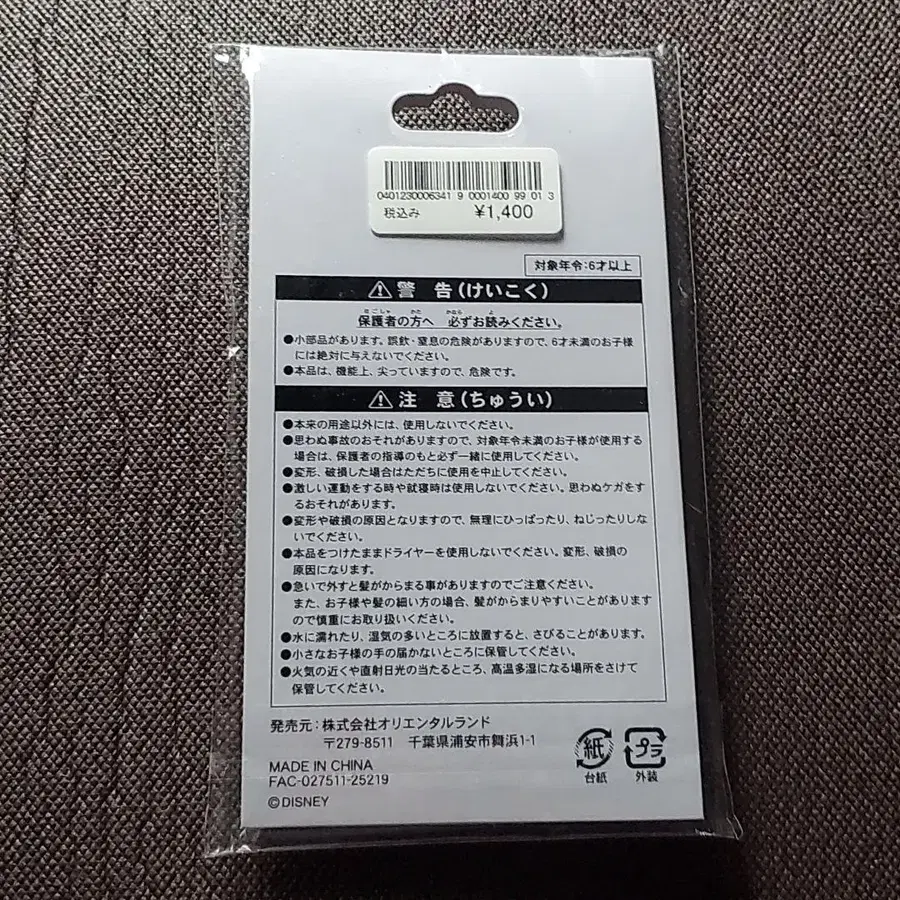 0401230006341 9 0001400 99 01 3
税込み ¥1,400
対象年令:6才以上
警 告(けいこく)
保護者の方へ 必ずお読みください。
●小部品があります。誤飲・窒息の危険がありますので、6才未満のお子様
には絶対に与えないでください。
●本品は、機能上、尖っていますので、危険です。
注 意(ちゅうい)
●本来の用途以外には、使用しないでください。
●思わぬ事故のおそれがありますので、対象年令未満のお子様が使用する
場合は、保護者の指導のもと必ず一緒に使用してください。
●変形、破損した場合はただちに使用を中止してください。
●激しい運動をする時や就寝時は使用しないでください。思わぬケガをす
るおそれがあります。
●変形や破損の原因となりますので、無理にひっぱったり、ねじったりしな
いでください。
●本品をつけたままドライヤーを使用しないでください。変形、破損の
原因になります。
●急いで外すと髪がからまる事がありますのでご注意ください。
また、お子様や髪の細い方の場合、髪がからまりやすいことがあります
ので慎重にお取り扱いください。
●水に濡れたり、湿気の多いところに放置すると、さびることがあります。
●小さなお子様の手の届かないところに保管してください。
●火気の近くや直射日光の当たるところ、高温多湿になる場所をさけて
保管してください。
発売元:株式会社オリエンタルランド
〒279-8511 千葉県浦安市舞浜1-1
紙 プラ
台紙 外装
MADE IN CHINA
FAC-027511-25219
©DISNEY